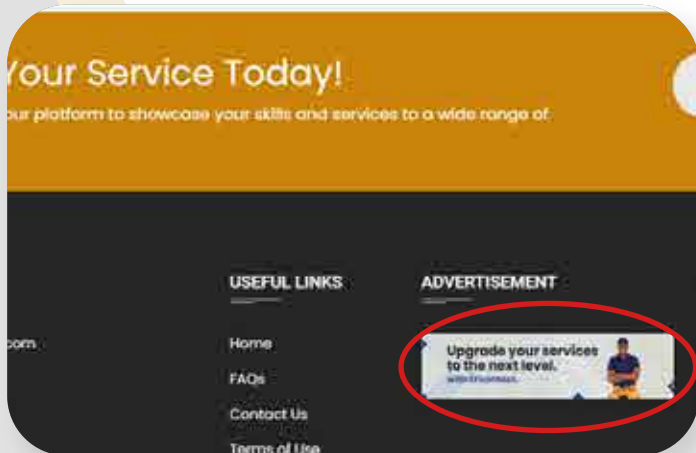 Your Service Today!
our platform to showcase your skills and services to a wide range of
USEFUL LINKS
ADVERTISEMENT
com
Home
FAQs
Contact Us
Terms of Use
Upgrade your services
to the next level.